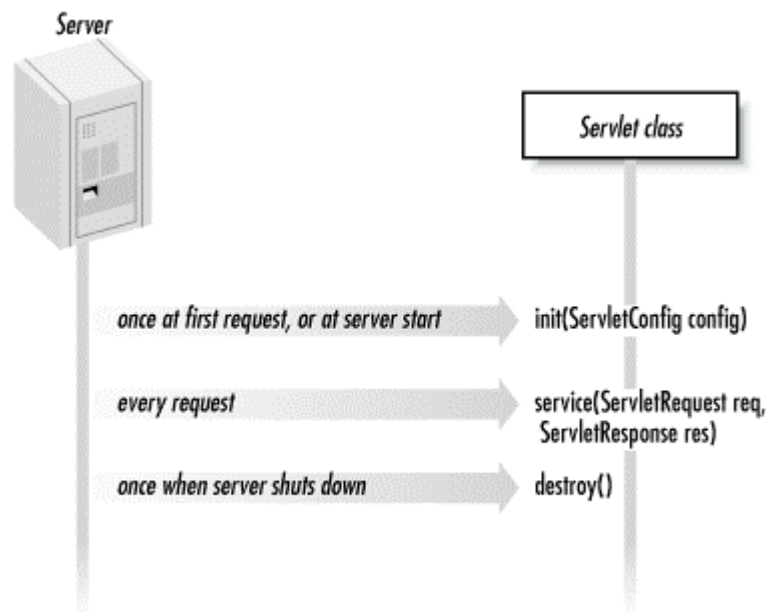 Server
Servlet class
once at first request, or at server start
init(ServletConfig config)
every request
service(ServletRequest req,
ServletResponse res)
once when server shuts down
destroy()